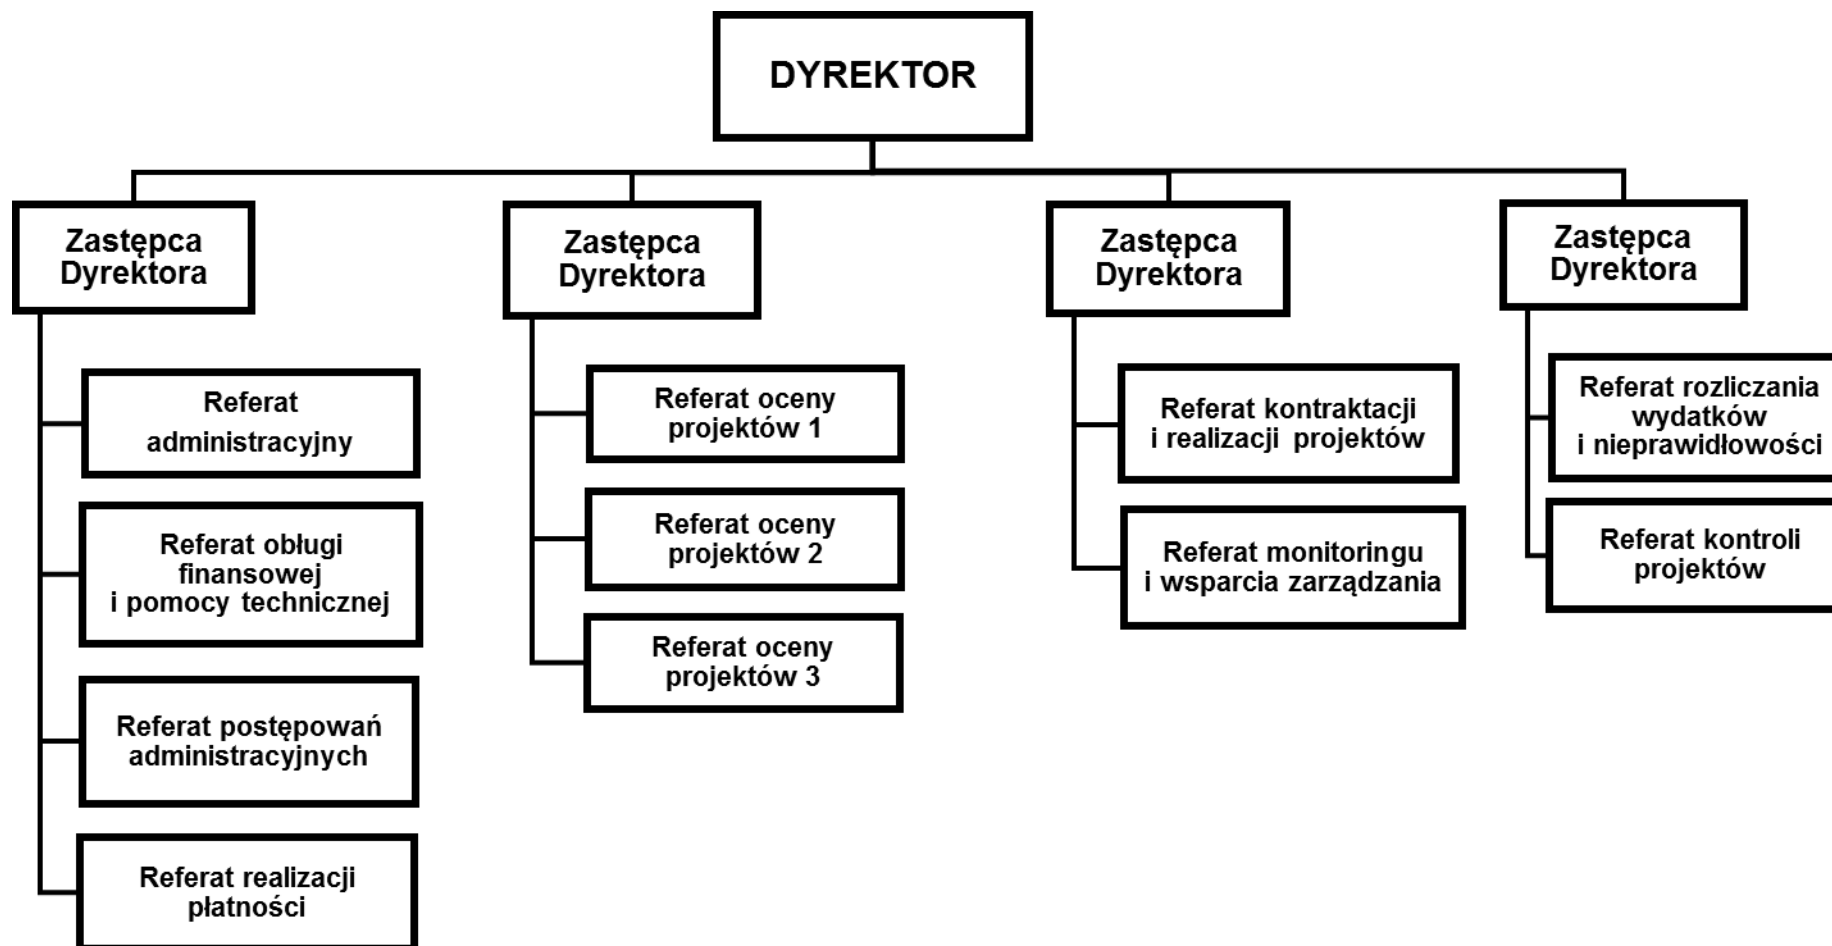 DYREKTOR
Zastępca
Dyrektora
Referat
administracyjny
Referat obługi
finansowej
i pomocy technicznej
Referat postępowań
administracyjnych
Referat realizacji
płatności
Zastępca
Dyrektora
Referat oceny
projektów 1
Referat oceny
projektów 2
Referat oceny
projektów 3
Zastępca
Dyrektora
Referat kontraktacji
i realizacji projektów
Referat monitoringu
i wsparcia zarządzania
Zastępca
Dyrektora
Referat rozliczania
wydatków
i nieprawidłowości
Referat kontroli
projektów